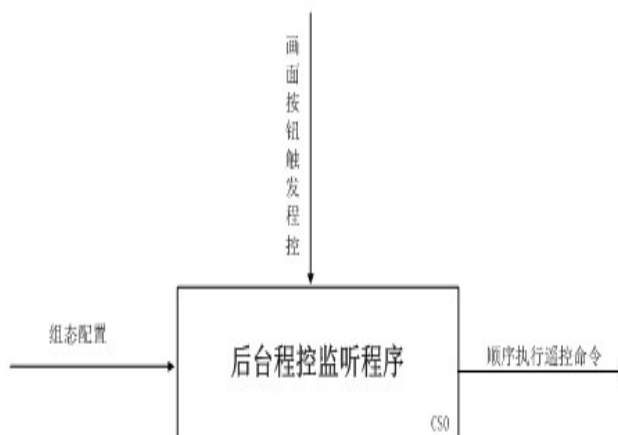 画面按钮触发程控
组态配置
后台程控监听程序
顺序执行遥控命令
CSO